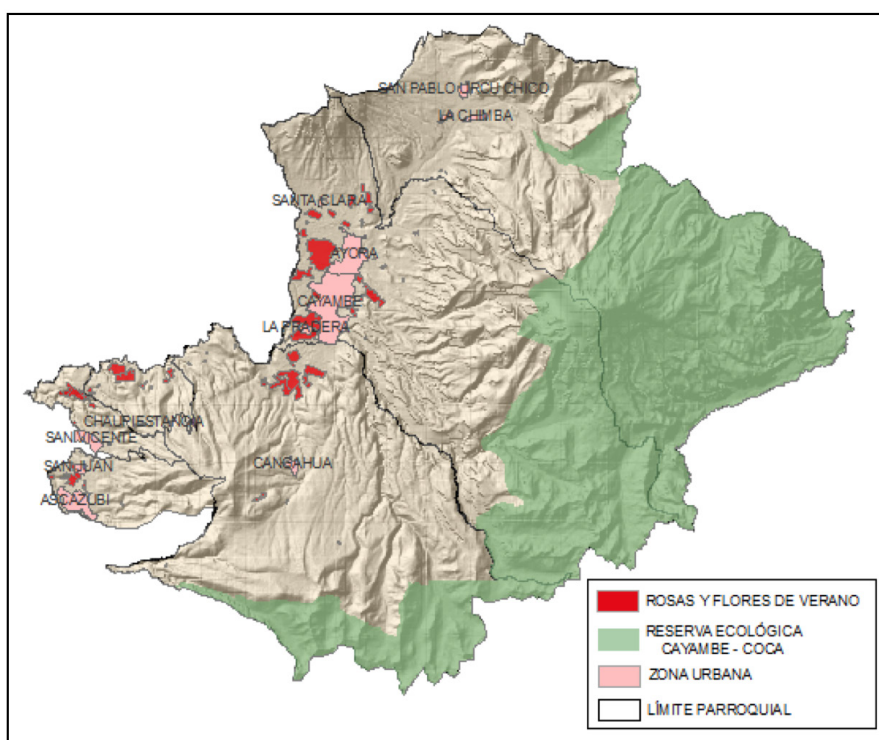 SAN PABLO URCU CHICO
LA CHIMBA
SANTA CLARA
AYORA
CAYAMBE
LA PRADERA
CHAUPIESTANCIA
SAN VICENTE
CANGAHUA
SAN JUAN
ASCAZUBI
ROSAS Y FLORES DE VERANO
RESERVA ECOLÓGICA
CAYAMBE - COCA
ZONA URBANA
LÍMITE PARROQUIAL